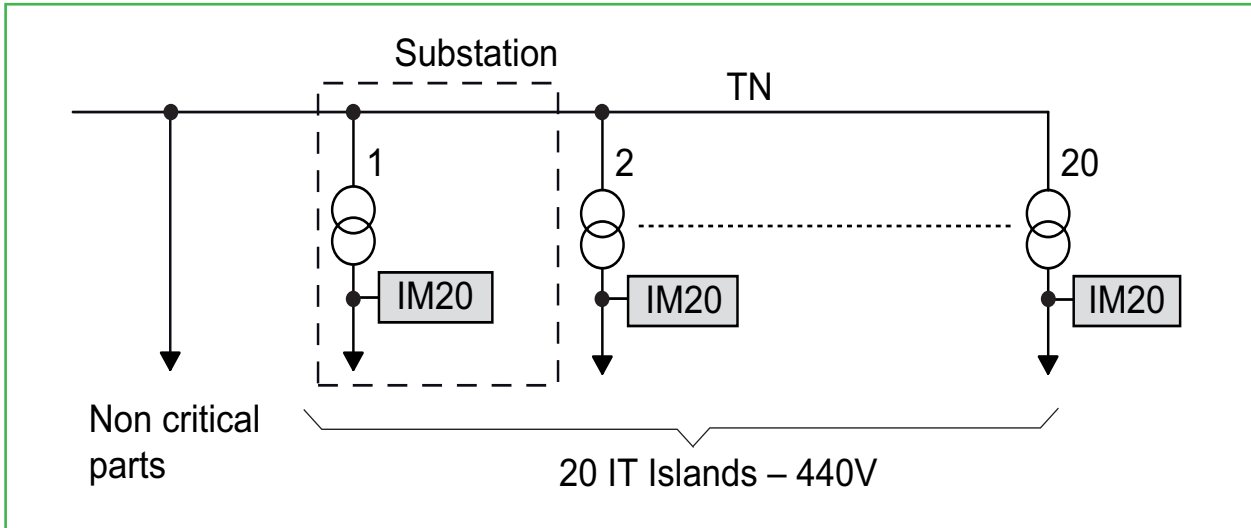 Substation
TN
1
2
20
IM20
IM20
IM20
Non critical
parts
20 IT Islands – 440V